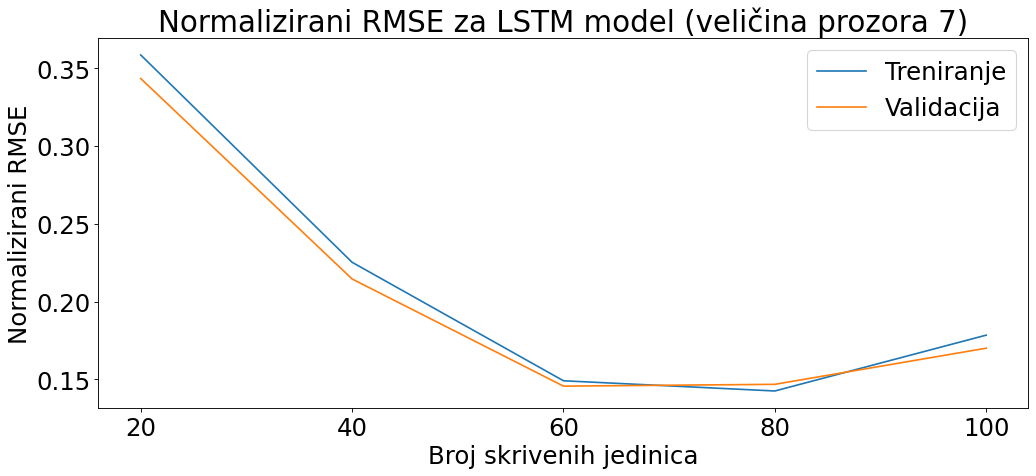 Normalizirani RMSE za LSTM model (veličina prozora 7)
Treniranje
Validacija
Normalizirani RMSE
0.35
0.30
0.25
0.20
0.15
20 40 60 80 100
Broj skrivenih jedinica